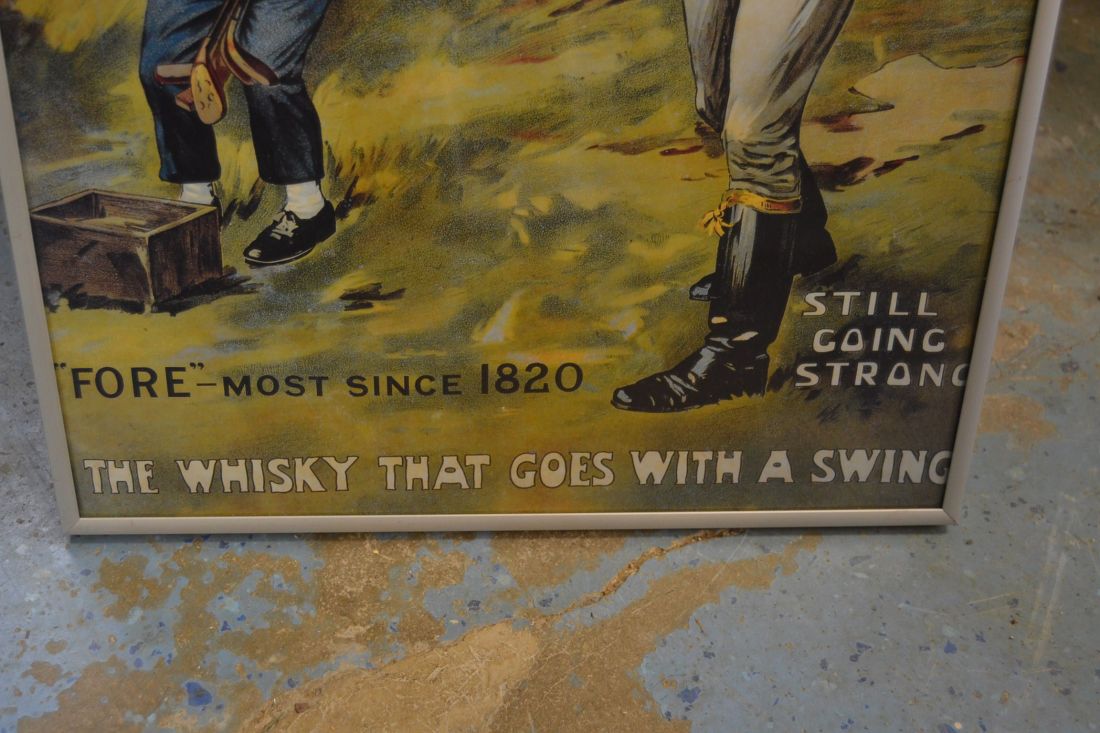 STILL
GOING
STRONG
"FORE"-MOST SINCE 1820
THE WHISKY THAT GOES WITH A SWING